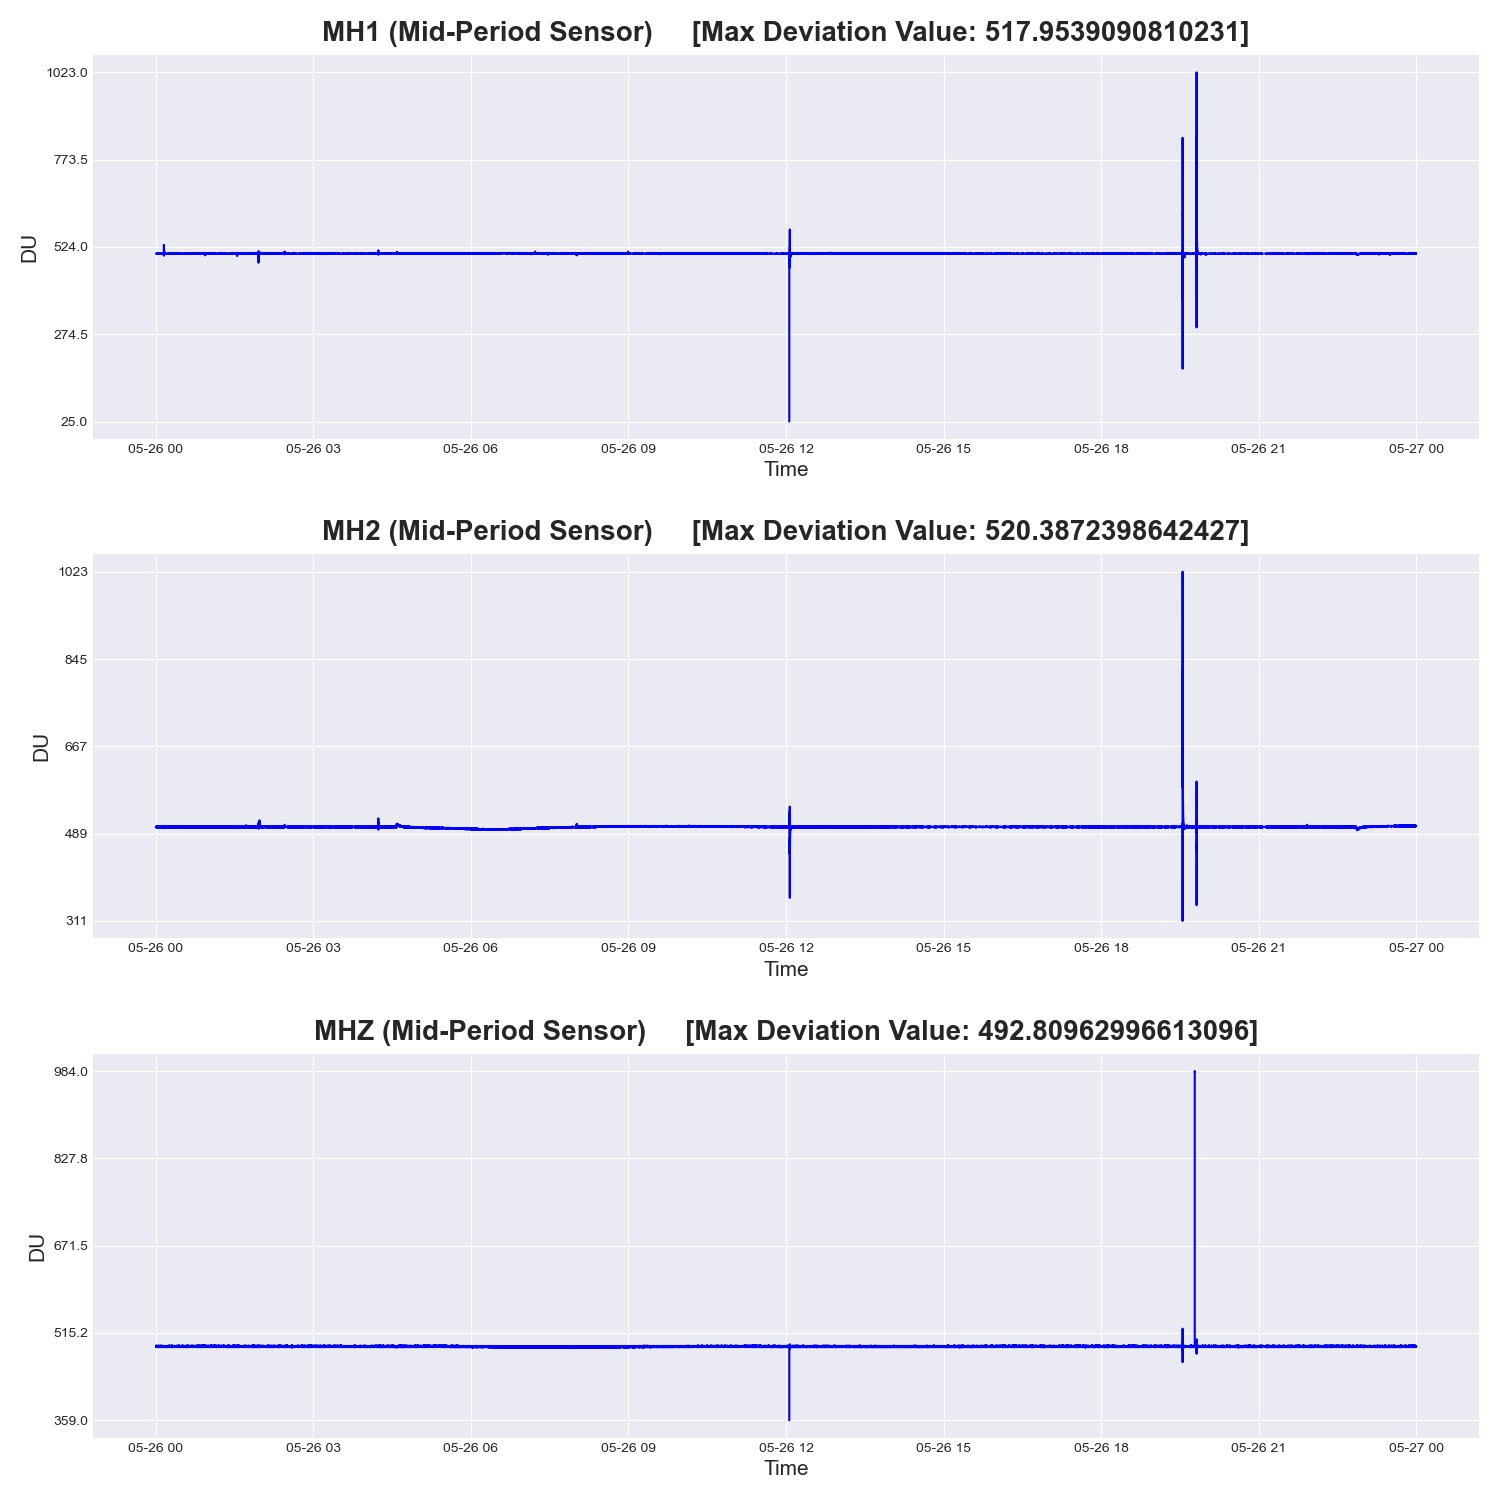 MH1 (Mid-Period Sensor) [Max Deviation Value: 517.9539090810231]
1023.0
773.5
524.0
274.5
25.0
DU
05-26 00 05-26 03 05-26 06 05-26 09 05-26 12 05-26 15 05-26 18 05-26 21 05-27 00
Time
MH2 (Mid-Period Sensor) [Max Deviation Value: 520.3872398642427]
1023
845
667
489
311
DU
05-26 00 05-26 03 05-26 06 05-26 09 05-26 12 05-26 15 05-26 18 05-26 21 05-27 00
Time
MHZ (Mid-Period Sensor) [Max Deviation Value: 492.80962996613096]
984.0
827.8
671.5
515.2
359.0
DU
05-26 00 05-26 03 05-26 06 05-26 09 05-26 12 05-26 15 05-26 18 05-26 21 05-27 00
Time